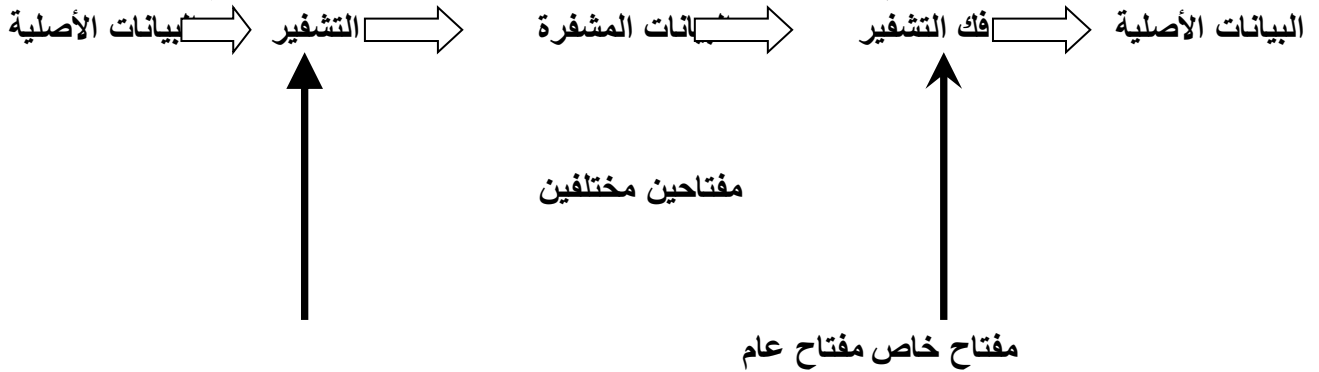 البيانات الأصلية التشفير البيانات المشفرة فك التشفير البيانات الأصلية
مفتاحين مختلفين
مفتاح خاص مفتاح عام